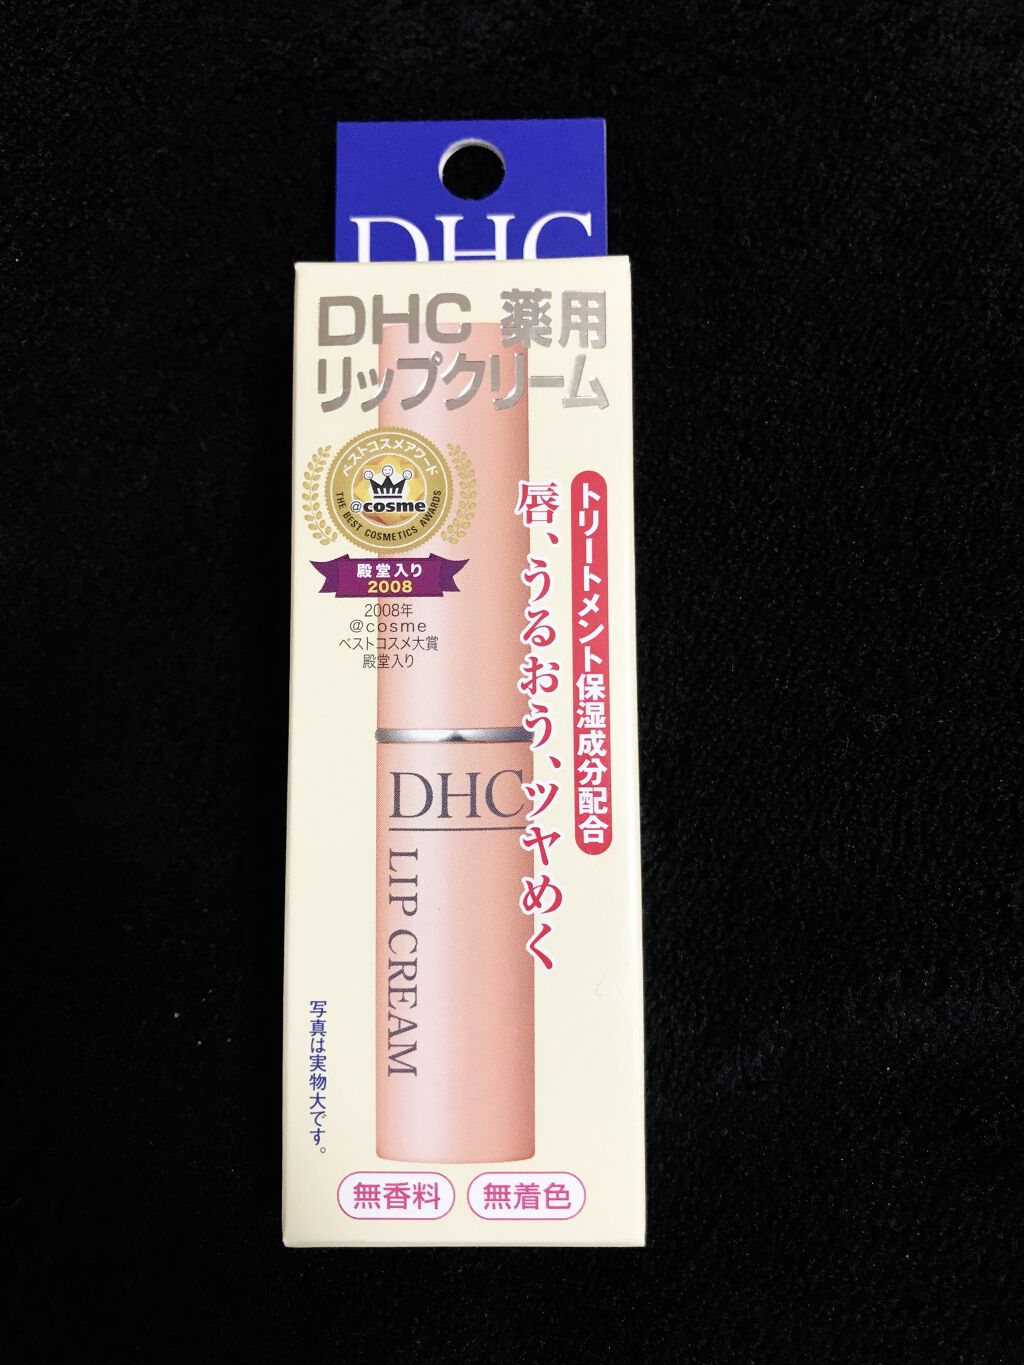 DHC
DHC 薬用
リップクリーム
ベストコスメアワード
@cosme
THE BEST COSMETICS AWARDS
殿堂入り
2008
2008年
@cosme
ベストコスメ大賞
殿堂入り
トリートメント保湿成分配合
唇、うるおう、ツヤめく
DHC
LIP CREAM
写真は実物大です。
無香料
無着色